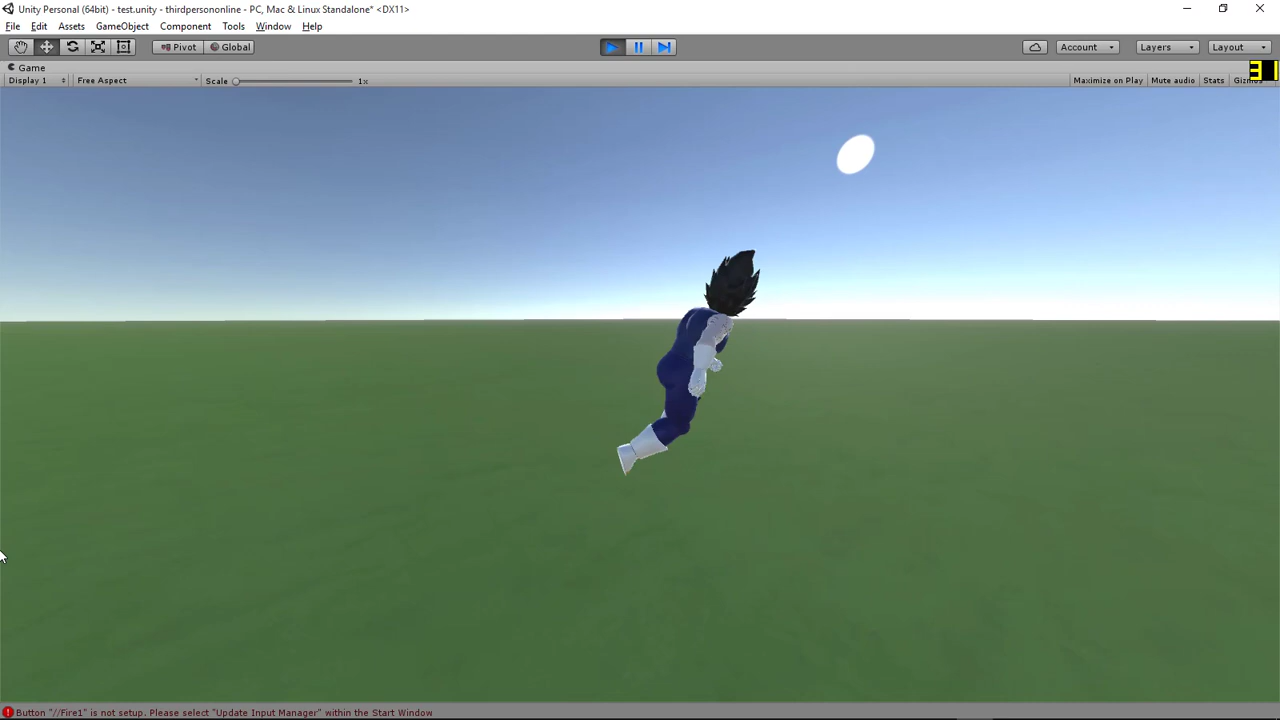 Unity Personal (64bit) - test.unity - thirdpersononline - PC, Mac & Linux Standalone* <DX11>
File Edit Assets GameObject Component Tools Window Help
Pivot Global Account Layers Layout
Game
Display 1 Free Aspect Scale 1x Maximize on Play Mute audio Stats
31
Button "//Fire1" is not setup. Please select "Update Input Manager" within the Start Window